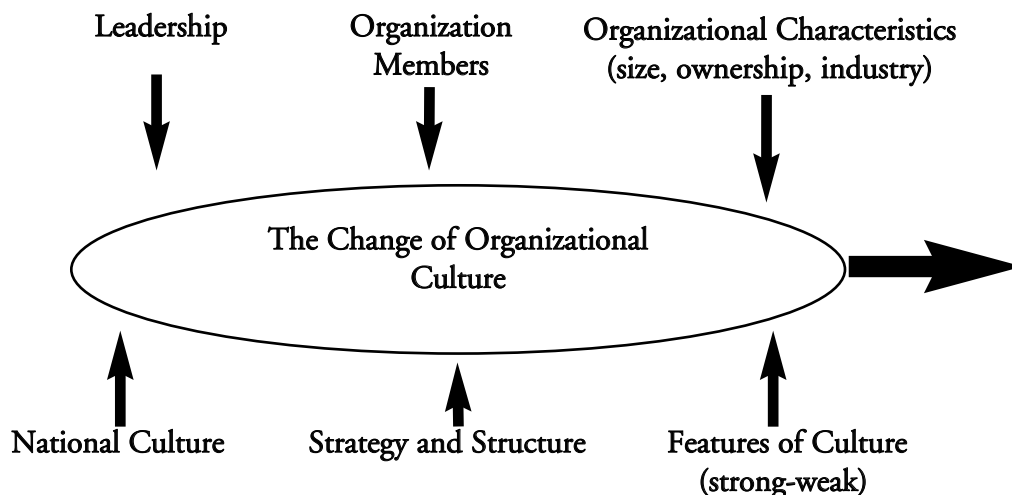 Leadership
Organization
Members
Organizational Characteristics
(size, ownership, industry)
The Change of Organizational
Culture
National Culture
Strategy and Structure
Features of Culture
(strong-weak)